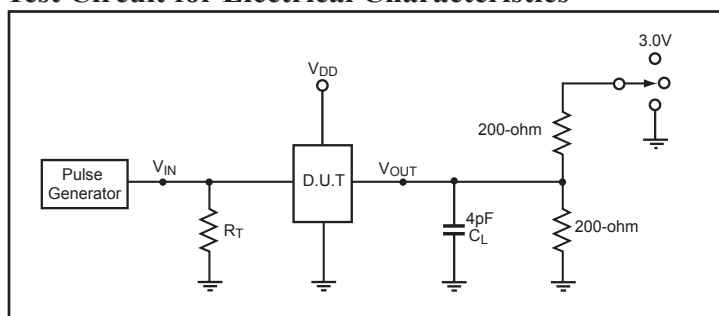 Test Circuit for Electrical Characteristics
3.0V
VDD
200-ohm
Pulse
Generator
VIN
D.U.T
VOUT
4pF
CL
RT
200-ohm